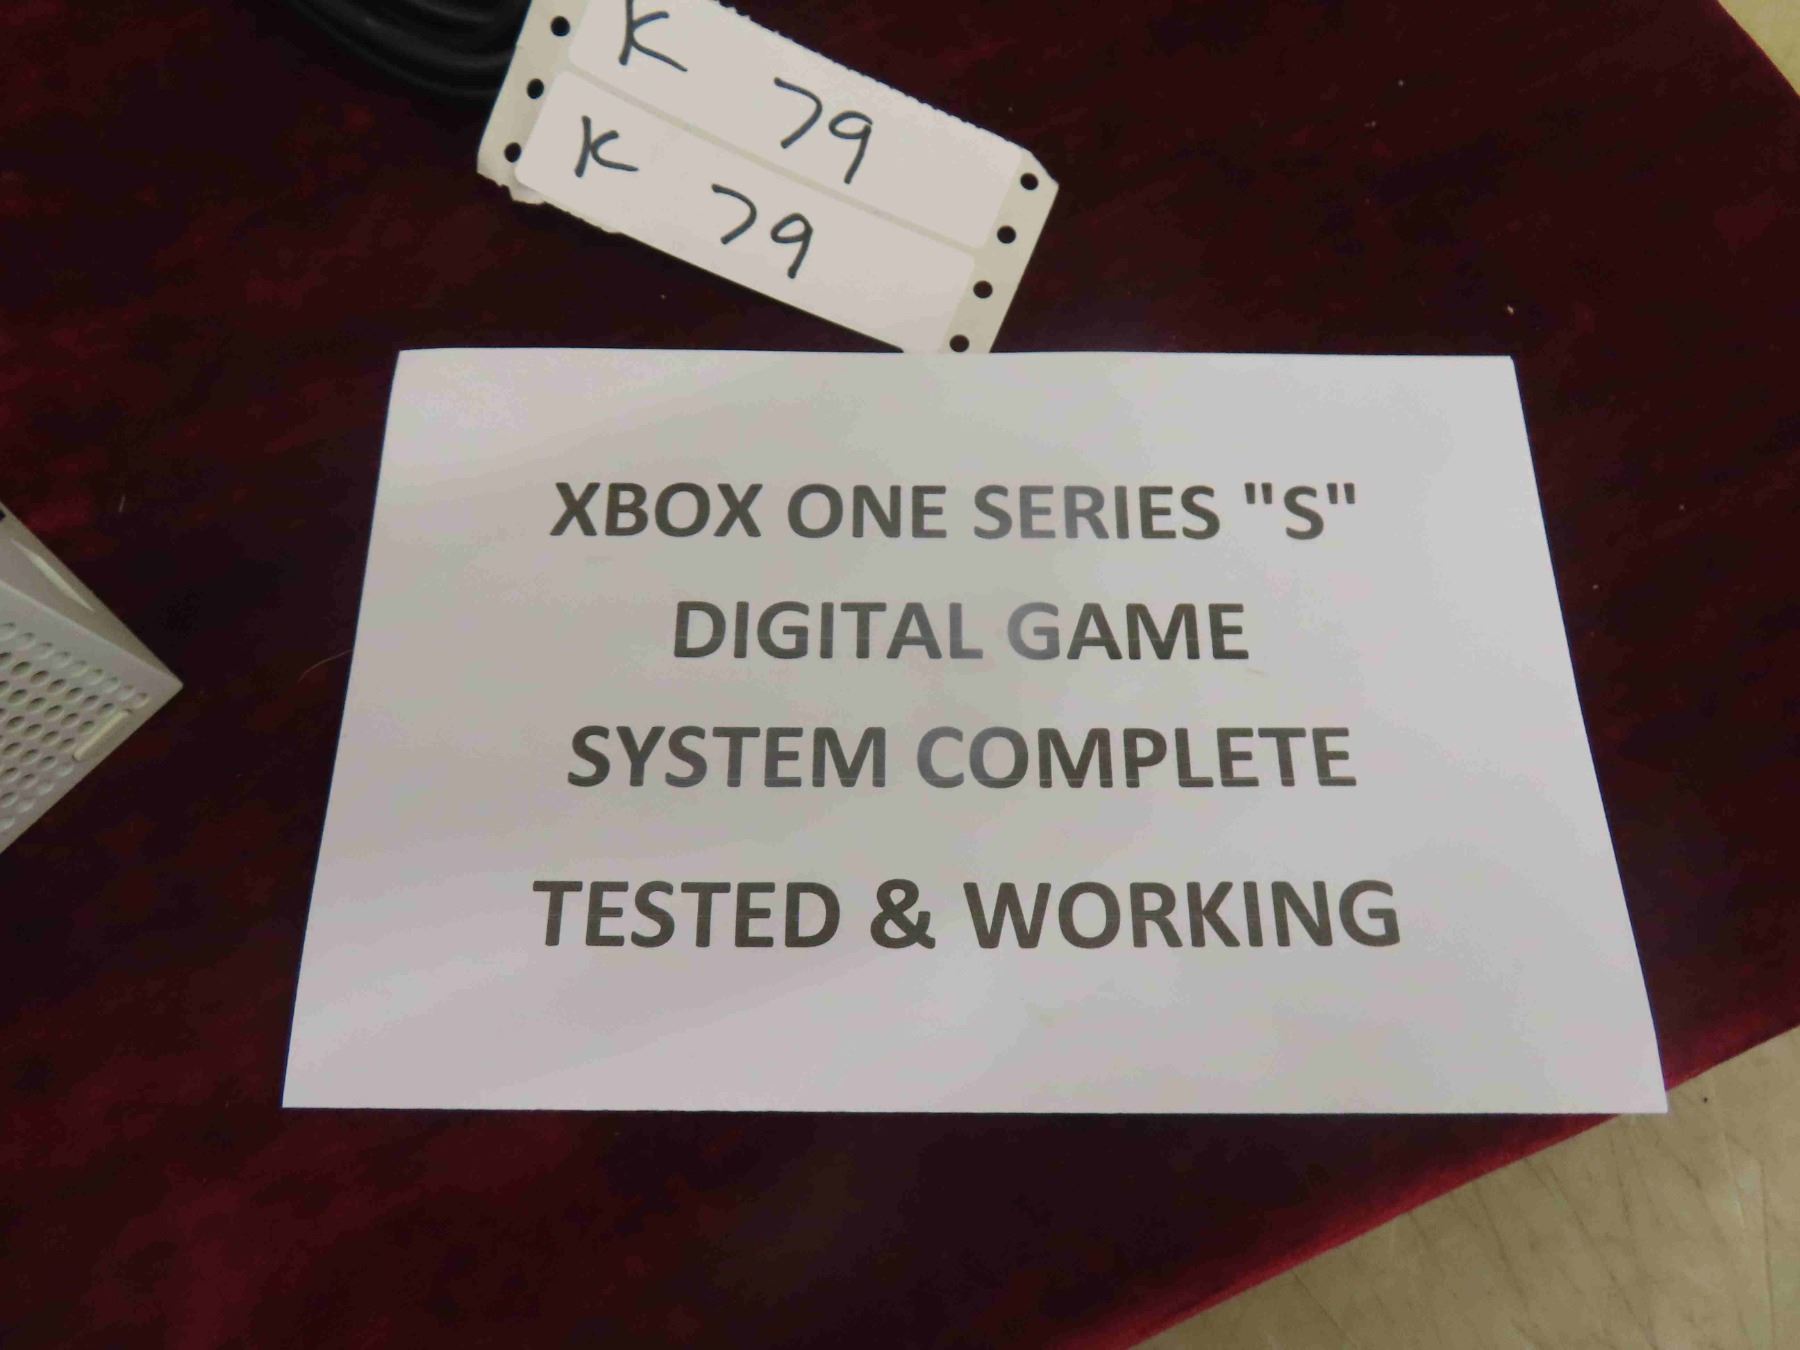 K 79
K 79
XBOX ONE SERIES "S"
DIGITAL GAME
SYSTEM COMPLETE
TESTED & WORKING